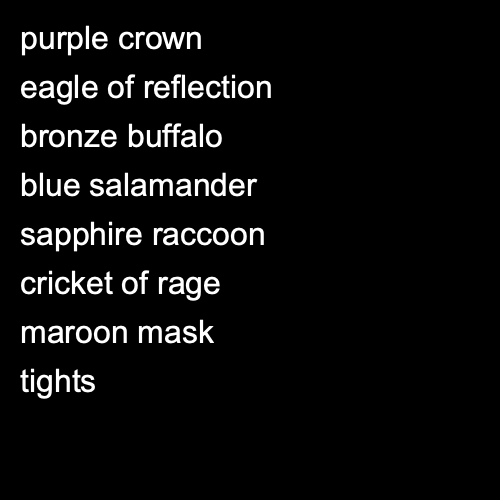 purple crown
eagle of reflection
bronze buffalo
blue salamander
sapphire raccoon
cricket of rage
maroon mask
tights